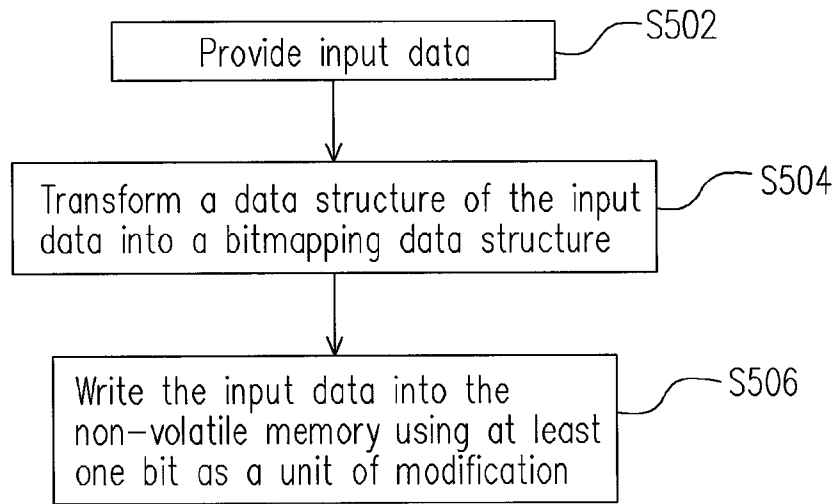 Provide input data
S502
Transform a data structure of the input
data into a bitmapping data structure
S504
Write the input data into the
non-volatile memory using at least
one bit as a unit of modification
S506